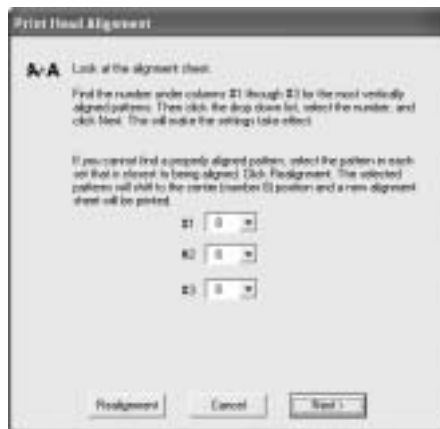 Print Head Alignment
A·A Look at the alignment sheet.
Find the number under columns #1 through #3 for the most vertically
aligned patterns. Then click the drop down list, select the number, and
click Next. This will make the settings take effect.
If you cannot find a properly aligned pattern, select the pattern in each
set that is closest to being aligned. Click Realignment. The selected
patterns will shift to the center (number 8) position and a new alignment
sheet will be printed.
#1 8
#2 8
#3 8
Realignment Cancel Next >